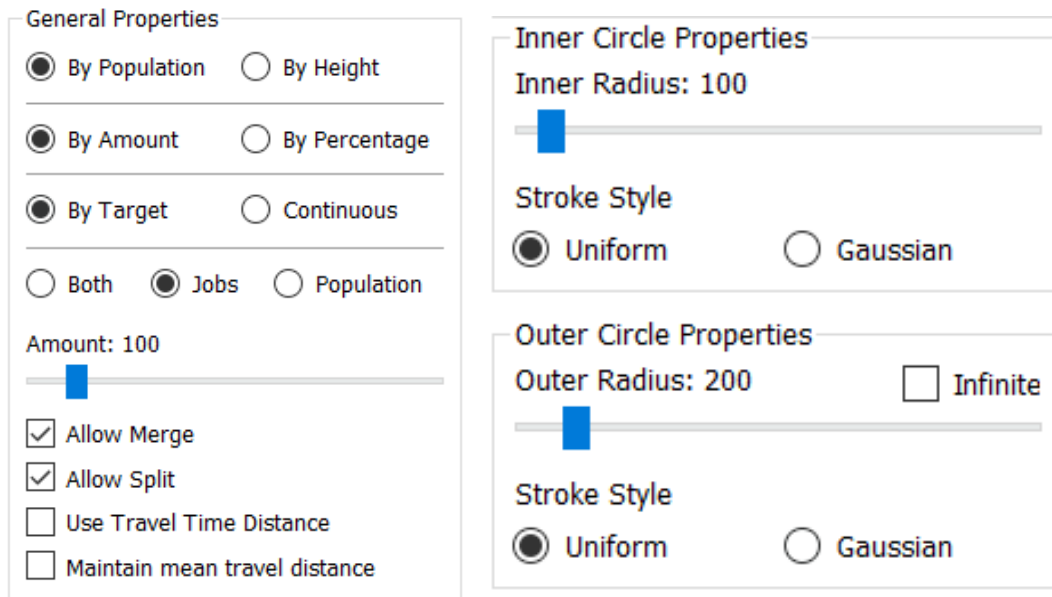 General Properties
By Population By Height
By Amount By Percentage
By Target Continuous
Both Jobs Population
Amount: 100
Allow Merge
Allow Split
Use Travel Time Distance
Maintain mean travel distance
Inner Circle Properties
Inner Radius: 100
Stroke Style
Uniform Gaussian
Outer Circle Properties
Outer Radius: 200 Infinite
Stroke Style
Uniform Gaussian